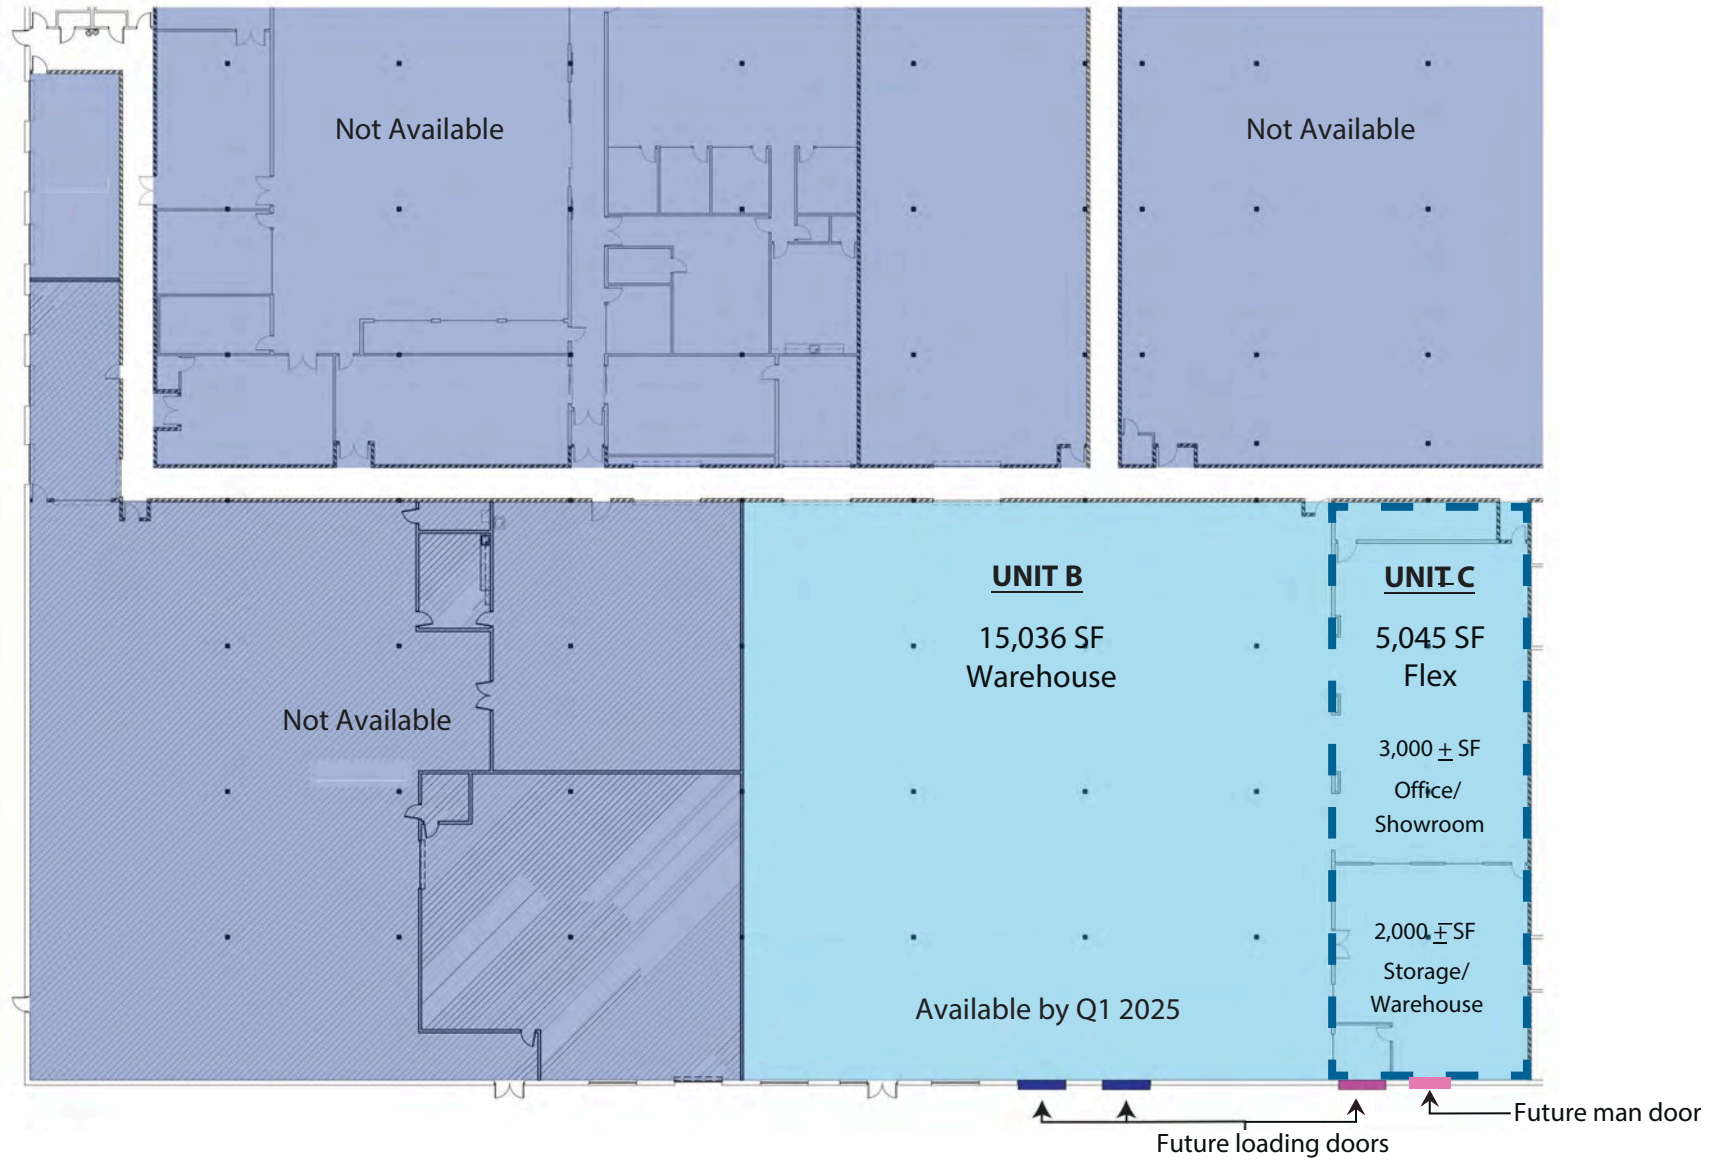 Not Available
Not Available
UNIT B
15,036 SF
Warehouse
UNIT C
5,045 SF
Flex
3,000 ± SF
Office/
Showroom
Not Available
2,000 ± SF
Storage/
Warehouse
Available by Q1 2025
Future man door
Future loading doors